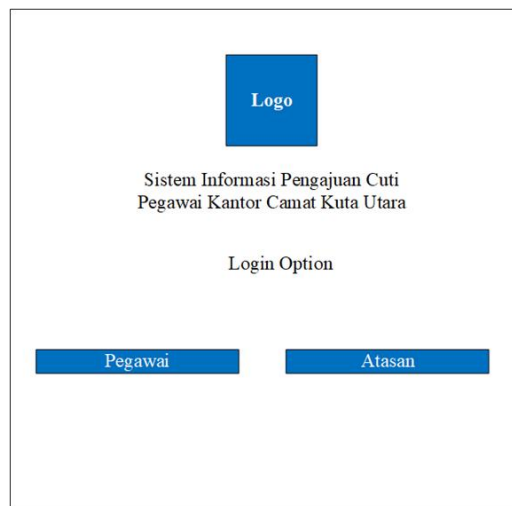 Logo
Sistem Informasi Pengajuan Cuti
Pegawai Kantor Camat Kuta Utara
Login Option
Pegawai
Atasan